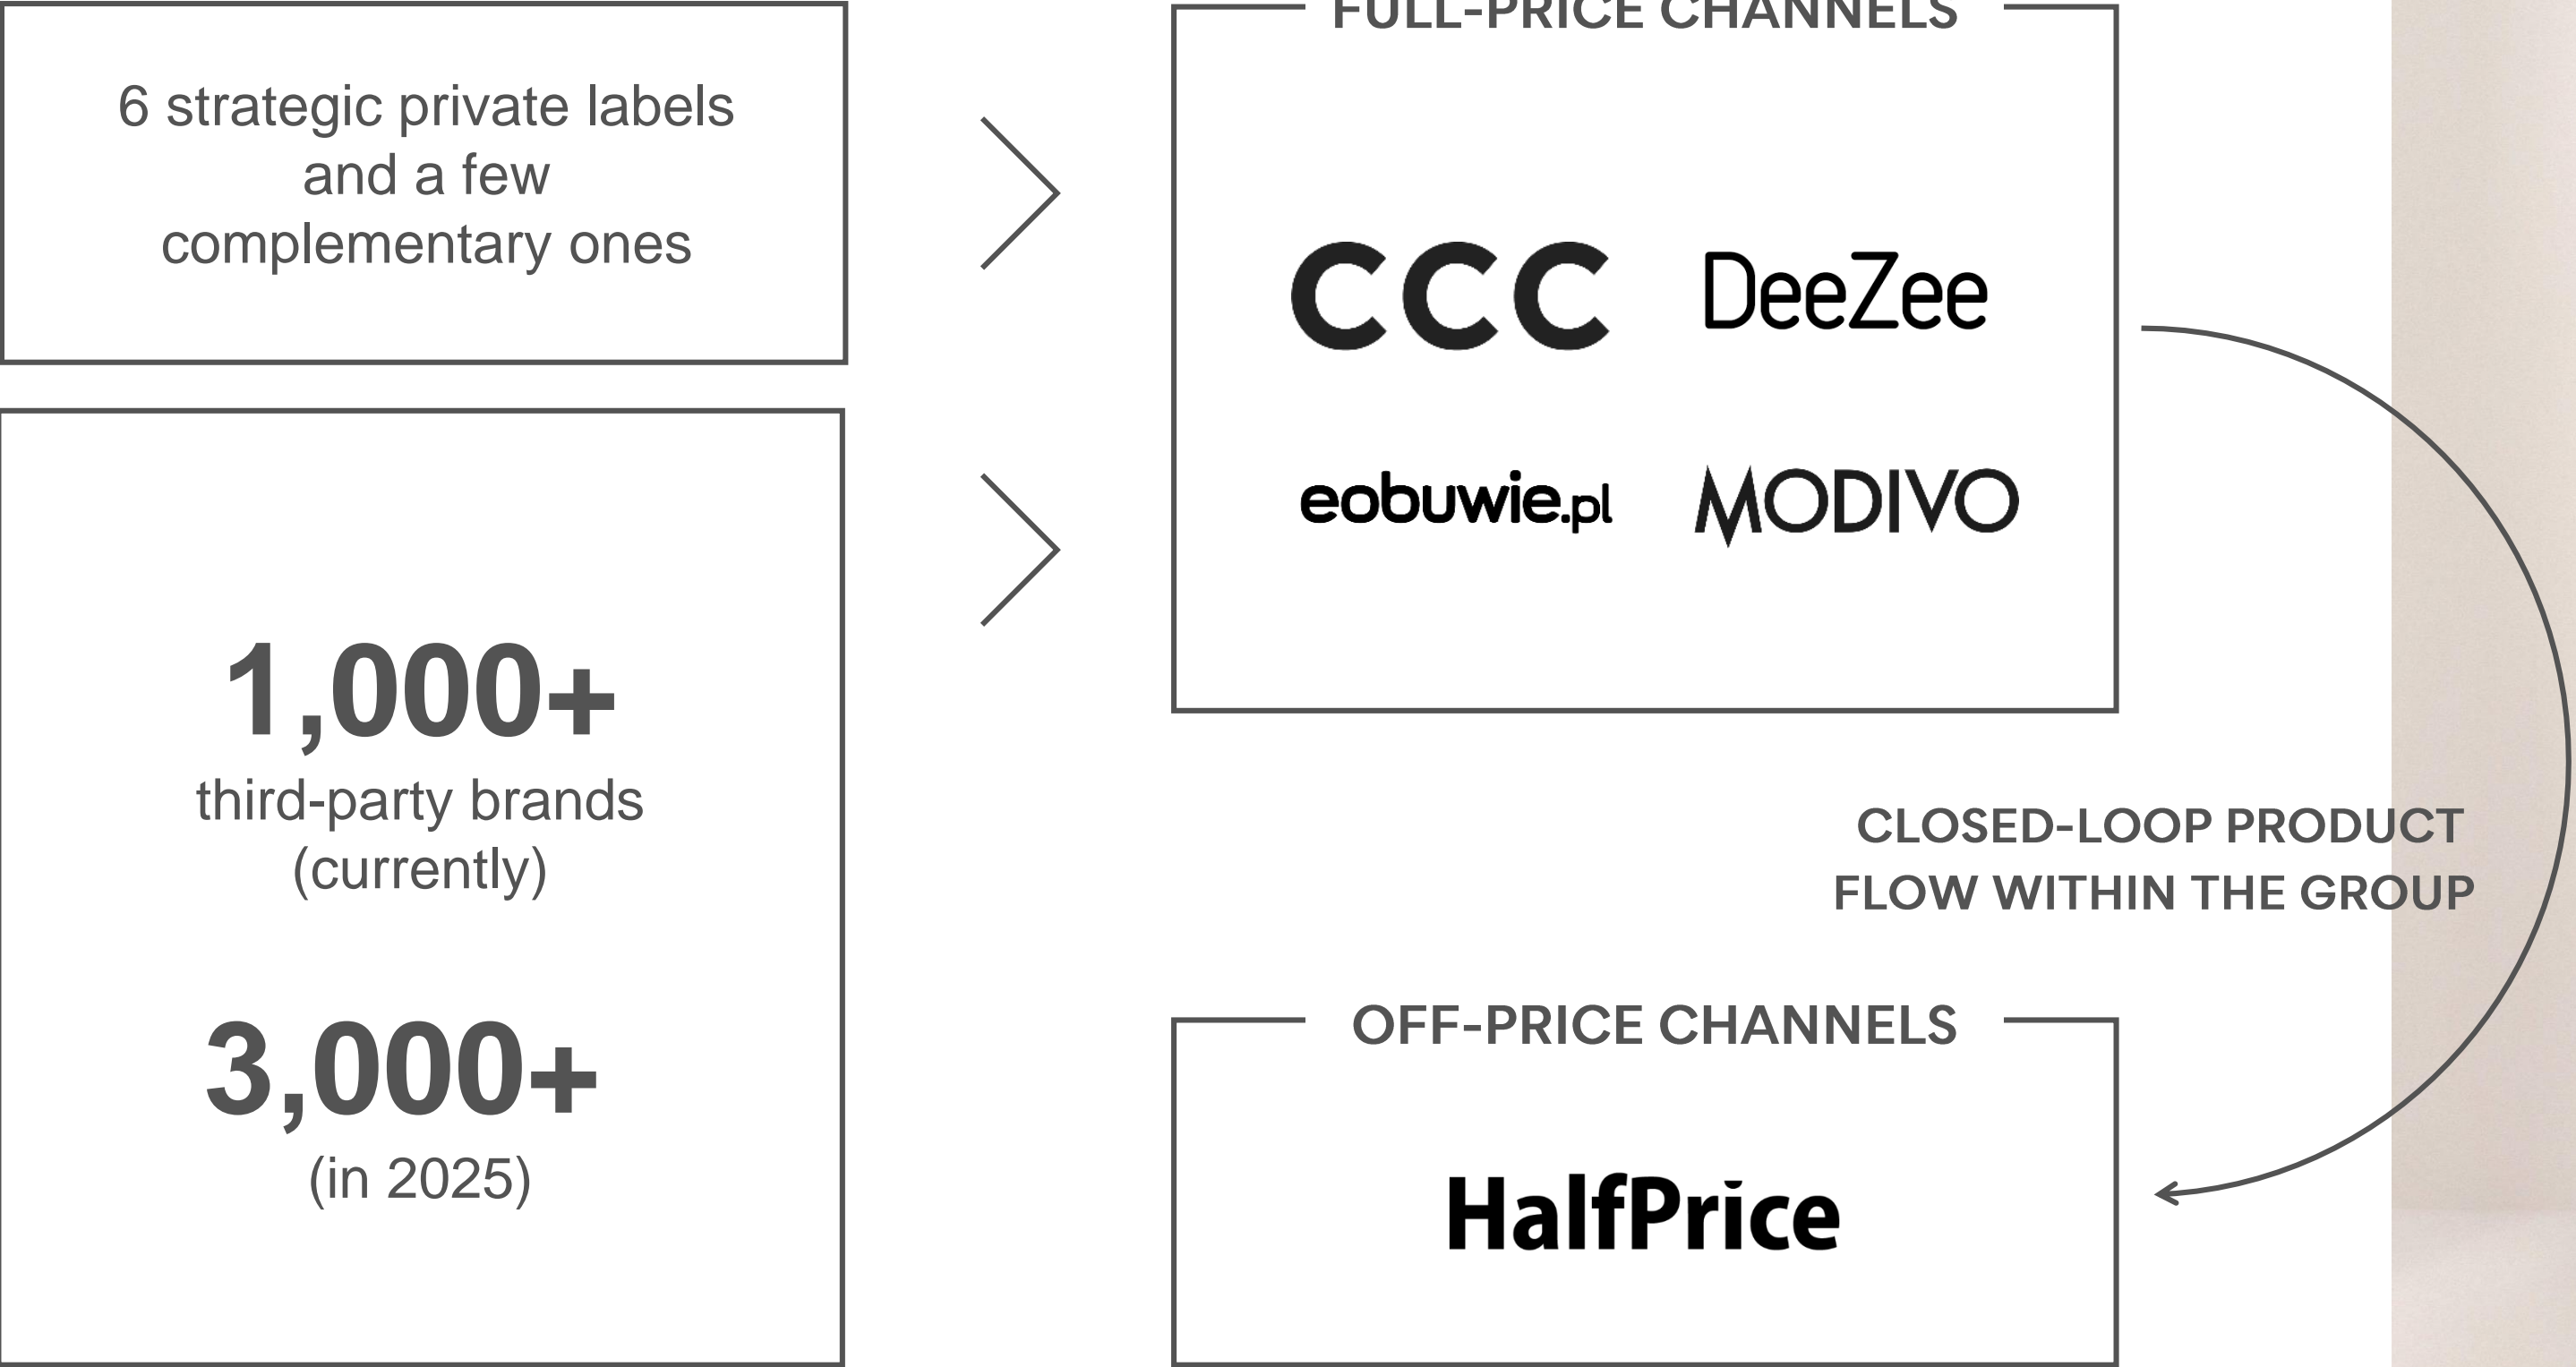 6 strategic private labels
and a few
complementary ones
1,000+
third-party brands
(currently)
3,000+
(in 2025)
FULL-PRICE CHANNELS
CCC
DeeZee
eobuwie.pl
MODIVO
CLOSED-LOOP PRODUCT
FLOW WITHIN THE GROUP
OFF-PRICE CHANNELS
HalfPrice